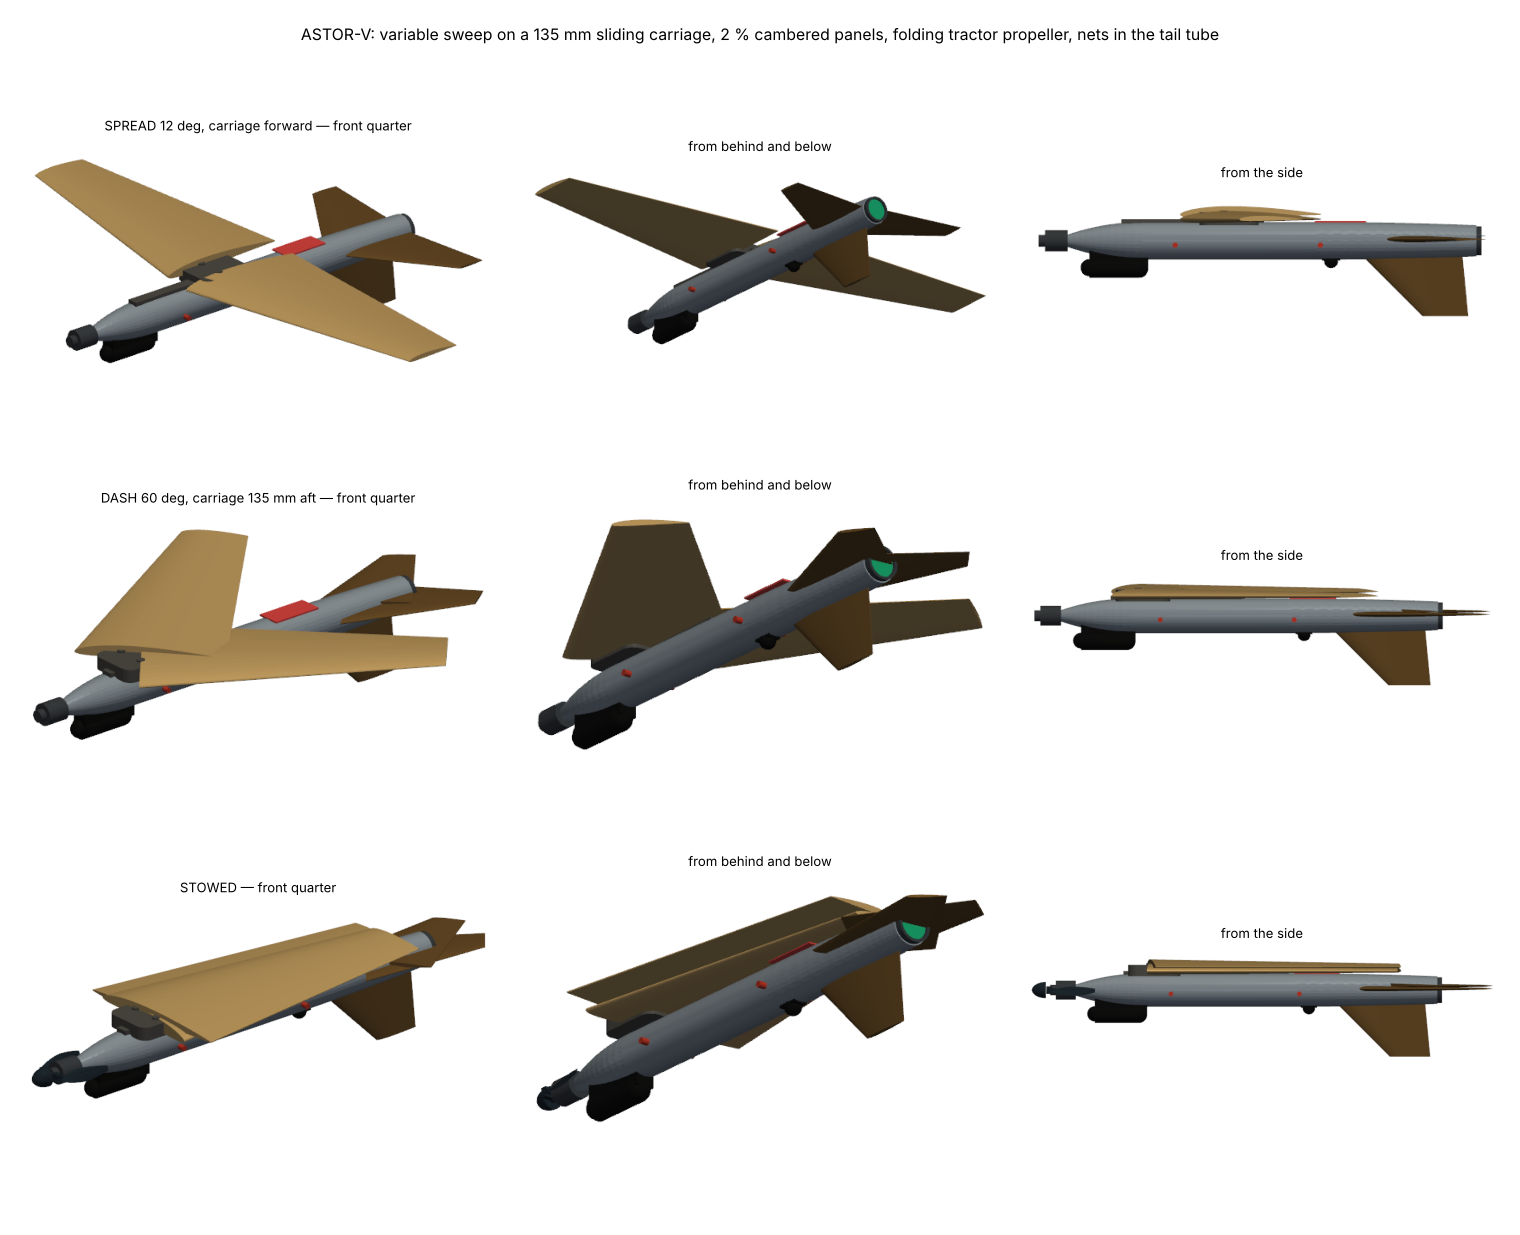 ASTOR-V: variable sweep on a 135 mm sliding carriage, 2 % cambered panels, folding tractor propeller, nets in the tail tube
SPREAD 12 deg, carriage forward — front quarter
from behind and below
from the side
DASH 60 deg, carriage 135 mm aft — front quarter
from behind and below
from the side
STOWED — front quarter
from behind and below
from the side